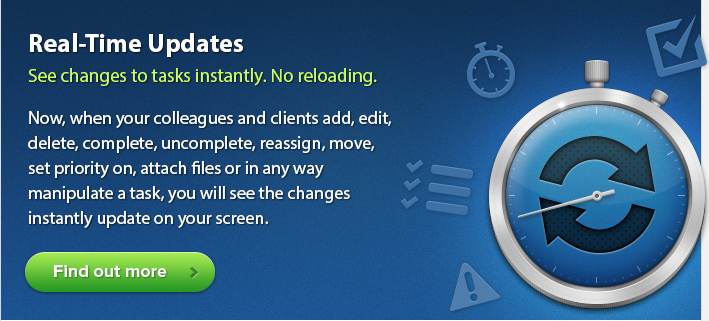 Real-Time Updates
See changes to tasks instantly. No reloading.
Now, when your colleagues and clients add, edit,
delete, complete, uncomplete, reassign, move,
set priority on, attach files or in any way
manipulate a task, you will see the changes
instantly update on your screen.
Find out more